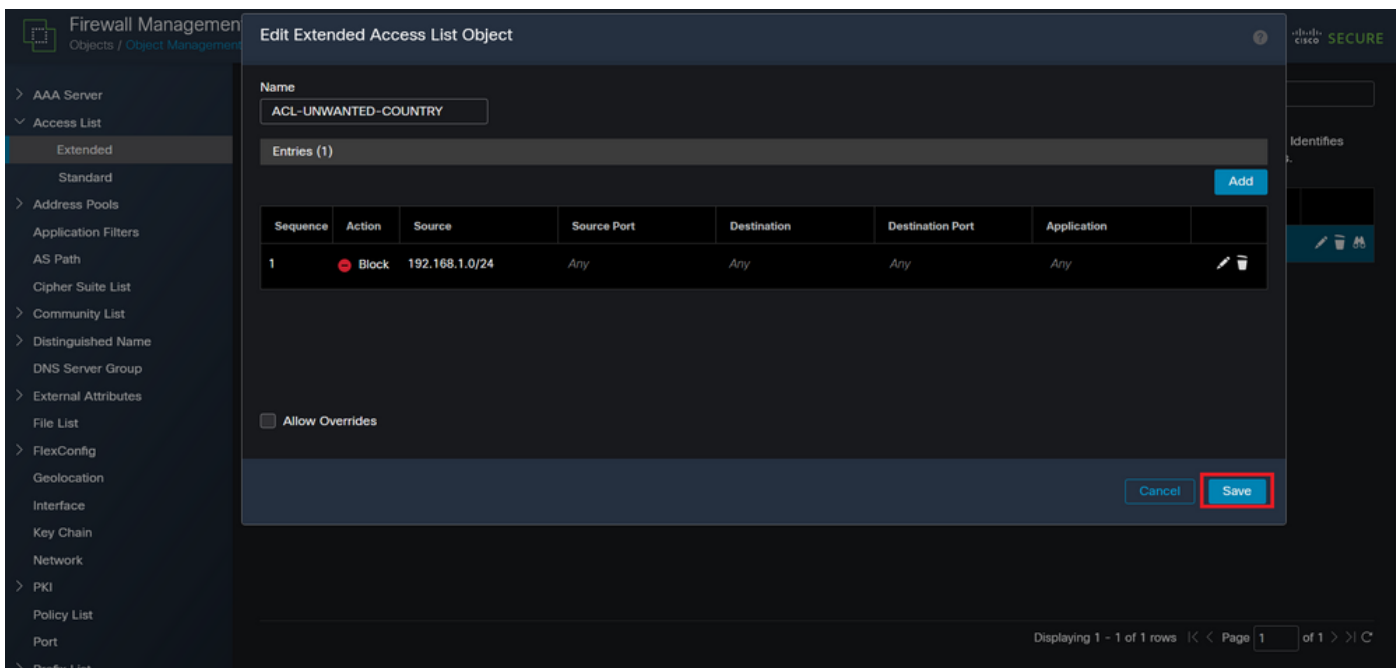 Firewall Managemen
Objects / Object Management
Edit Extended Access List Object
?
cisco SECURE
AAA Server
Access List
Extended
Standard
Address Pools
Application Filters
AS Path
Cipher Suite List
Community List
Distinguished Name
DNS Server Group
External Attributes
File List
FlexConfig
Geolocation
Interface
Key Chain
Network
PKI
Policy List
Port
Prefix List
Name
ACL-UNWANTED-COUNTRY
Entries (1)
Identifies
s.
Add
Sequence Action Source Source Port Destination Destination Port Application
1 Block 192.168.1.0/24 Any Any Any Any
Allow Overrides
Cancel Save
Displaying 1 - 1 of 1 rows |< < Page 1 of 1 > >|